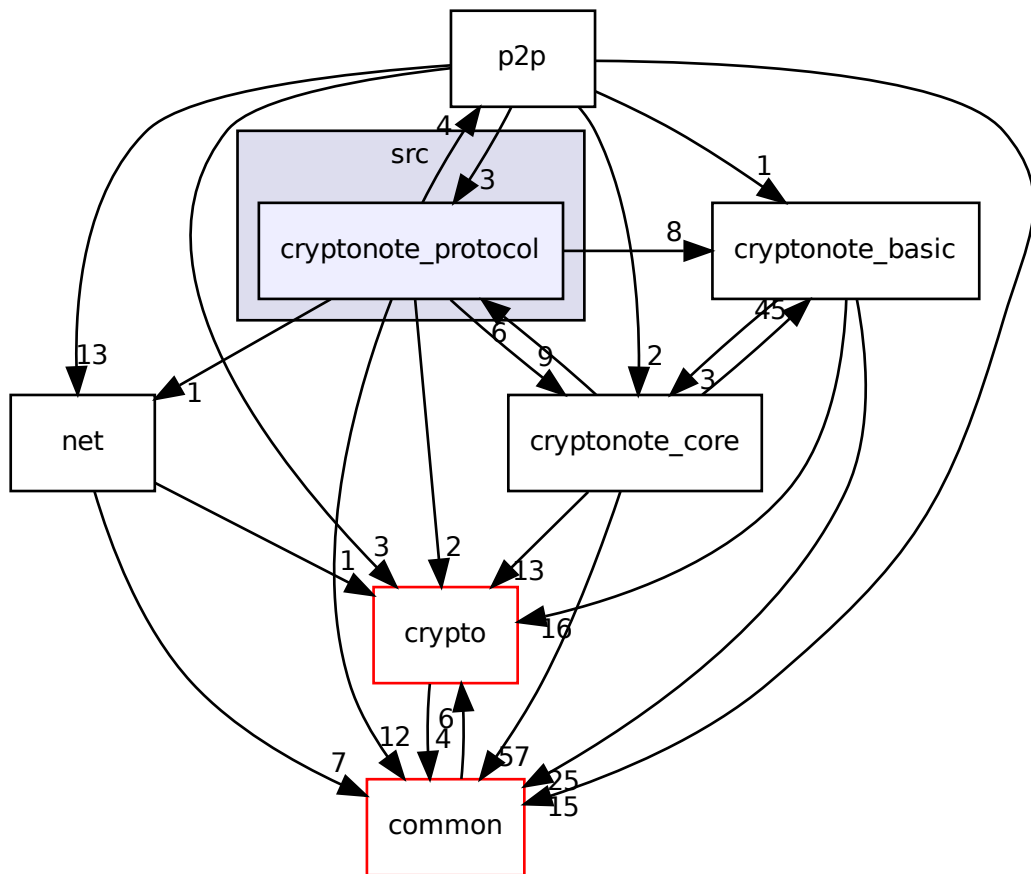 p2p
4
src
3
1
cryptonote_protocol
8
cryptonote_basic
45
6
9
13
2
3
1
net
cryptonote_core
3
2
1
13
crypto
16
6
12
4
57
7
25
15
common